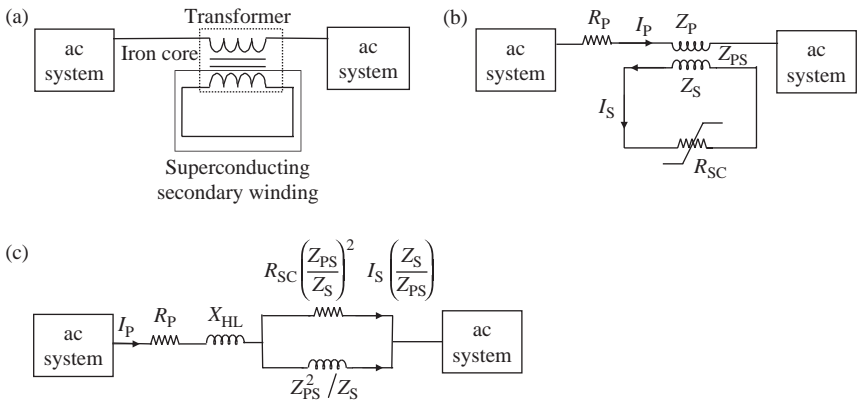 (a)
Transformer
ac
system
Iron core
ac
system
Superconducting
secondary winding
(b)
ac
system
R_P
I_P
Z_P
Z_PS
Z_S
I_S
R_SC
ac
system
(c)
ac
system
I_P
R_P
X_HL
R_SC (Z_PS/Z_S)^2
I_S (Z_S/Z_PS)
Z_PS^2/Z_S
ac
system